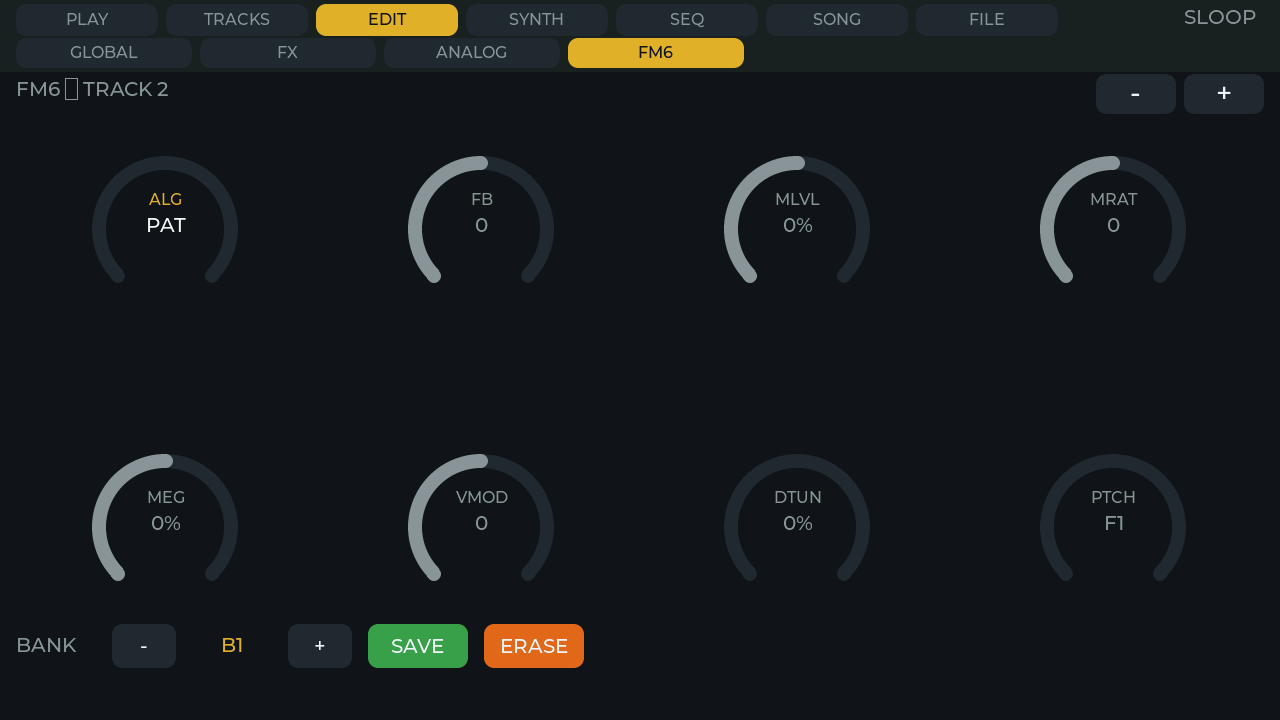 PLAY TRACKS EDIT SYNTH SEQ SONG FILE SLOOP
GLOBAL FX ANALOG FM6
FM6 TRACK 2 - +
ALG FB MLVL MRAT
PAT 0 0% 0
MEG VMOD DTUN PTCH
0% 0 0% F1
BANK - B1 + SAVE ERASE